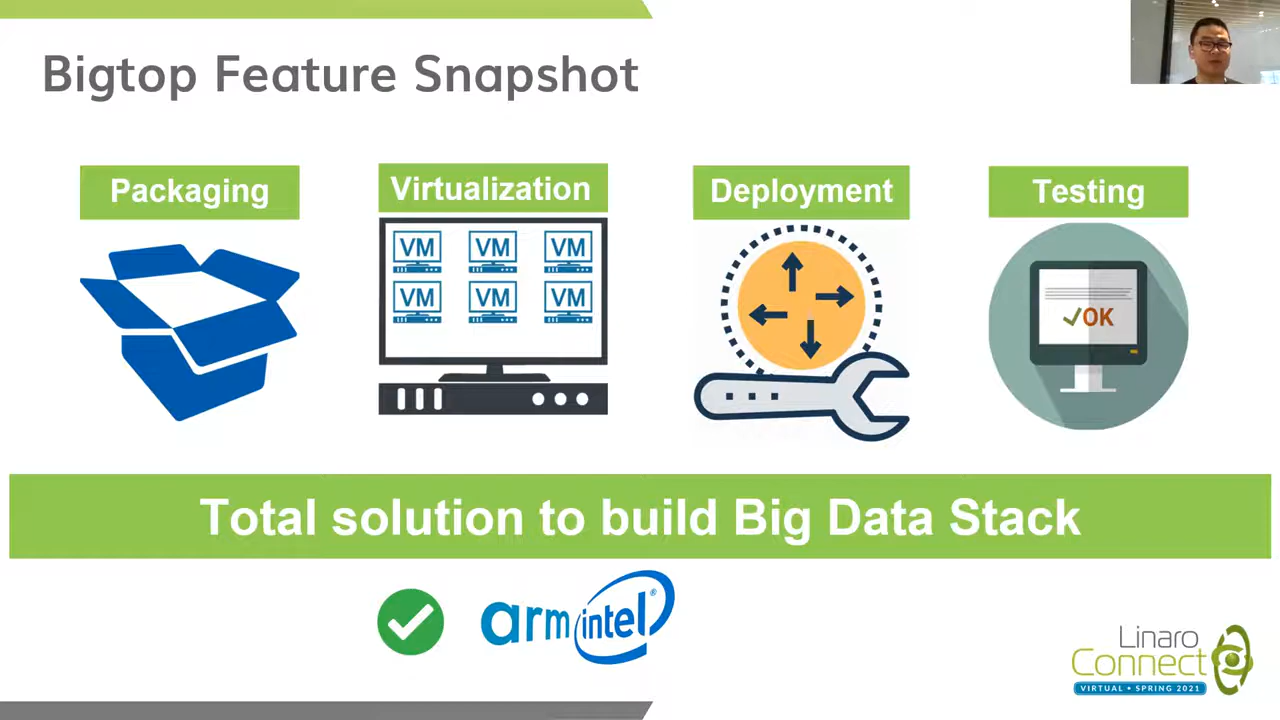 Bigtop Feature Snapshot
Packaging
Virtualization
Deployment
Testing
VM VM VM
VM VM VM
OK
Total solution to build Big Data Stack
arm intel®
Linaro
Connect
VIRTUAL • SPRING 2021